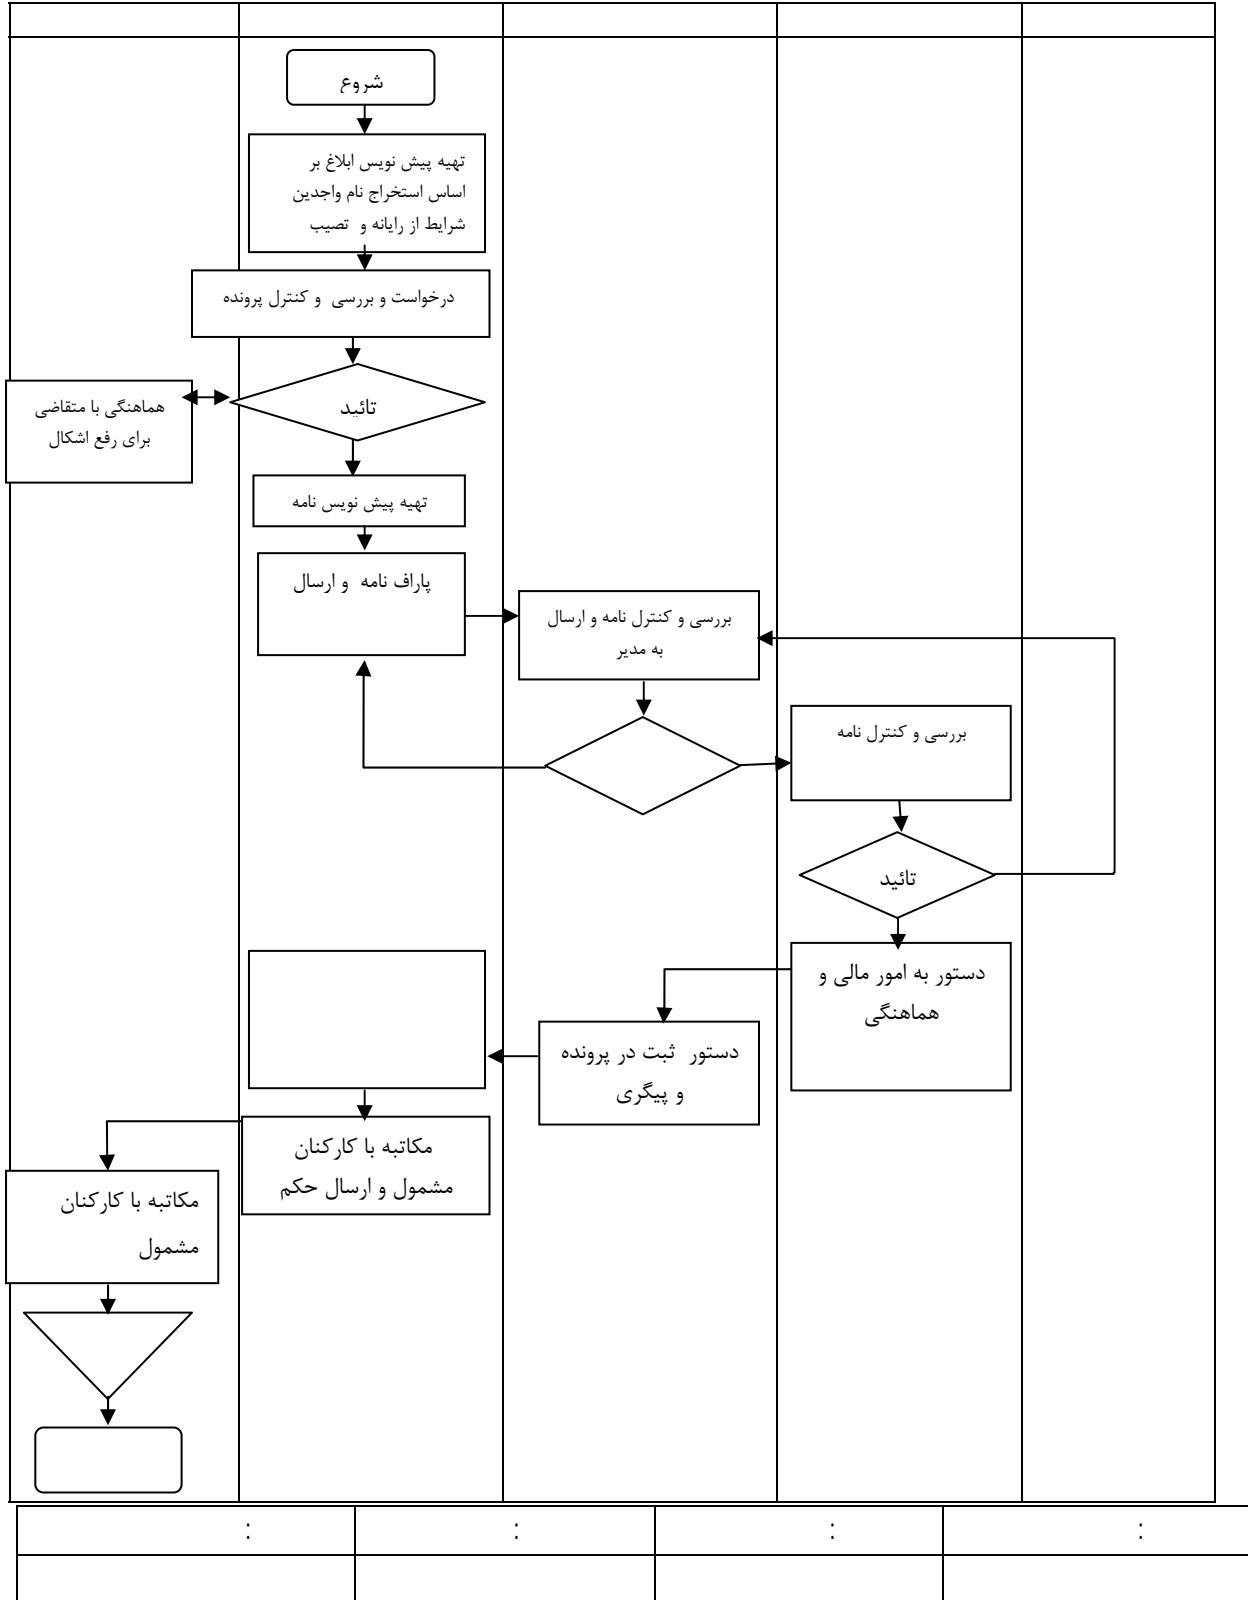 شروع
تهیه پیش نویس ابلاغ بر
اساس استخراج نام واجدین
شرایط از رایانه و تصیب
درخواست و بررسی و کنترل پرونده
تائید
هماهنگی با متقاضی
برای رفع اشکال
تهیه پیش نویس نامه
پاراف نامه و ارسال
بررسی و کنترل نامه و ارسال
به مدیر
بررسی و کنترل نامه
تائید
دستور به امور مالی و
هماهنگی
دستور ثبت در پرونده
و پیگری
مکاتبه با کارکنان
مشمول و ارسال حکم
مکاتبه با کارکنان
مشمول
: : : :